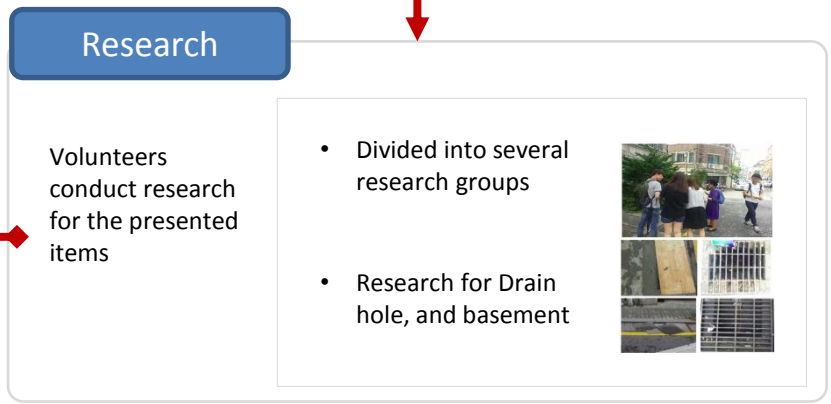 Research
Volunteers
conduct research
for the presented
items
• Divided into several
research groups
• Research for Drain
hole, and basement